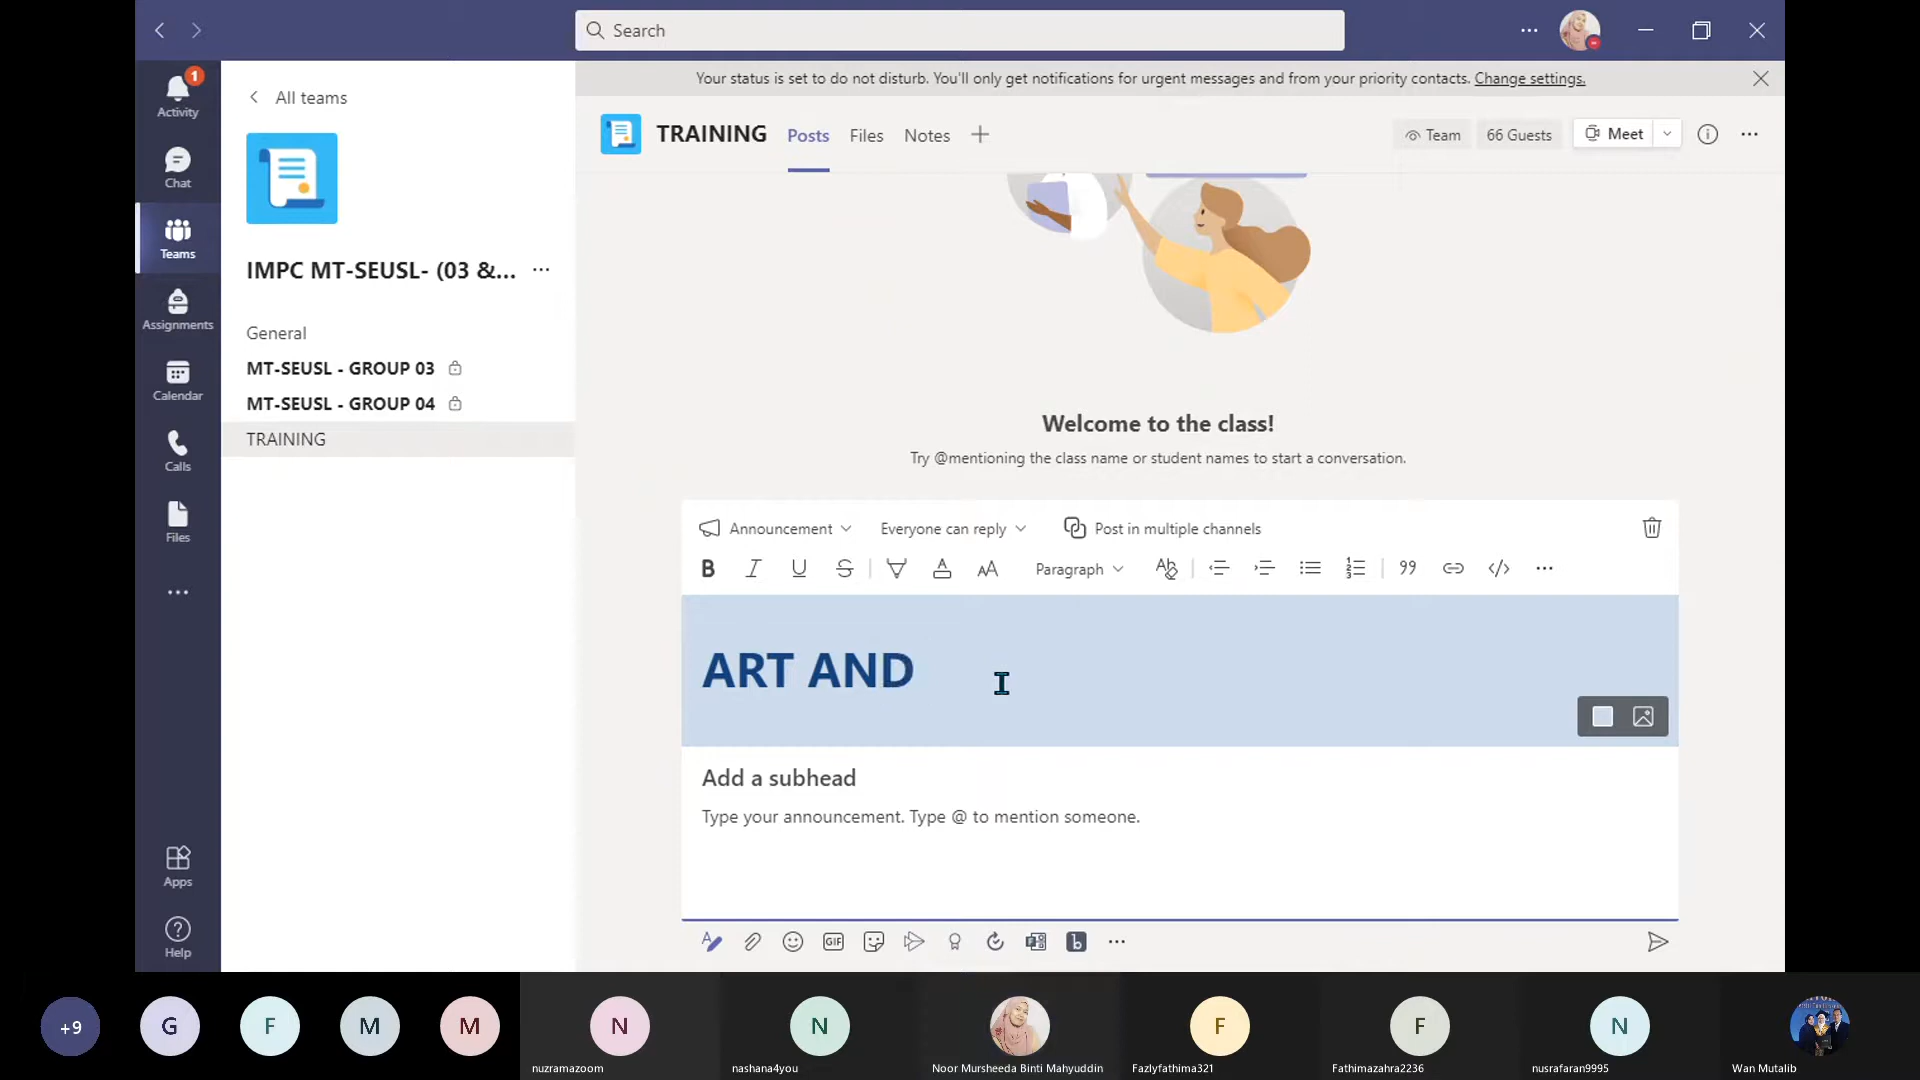 Search
Your status is set to do not disturb. You'll only get notifications for urgent messages and from your priority contacts. Change settings.
1
Activity
Chat
Teams
Assignments
Calendar
Calls
Files
Apps
Help
All teams
IMPC MT-SEUSL- (03 &...
General
MT-SEUSL - GROUP 03
MT-SEUSL - GROUP 04
TRAINING
TRAINING Posts Files Notes
Team 66 Guests Meet
Welcome to the class!
Try @mentioning the class name or student names to start a conversation.
Announcement Everyone can reply Post in multiple channels
B I U S A AA Paragraph Ab 99 </>
ART AND
Add a subhead
Type your announcement. Type @ to mention someone.
GIF b
+9 G F M M N N F F N
nuzramazoom nashana4you Noor Mursheeda Binti Mahyuddin Fazlyfathima321 Fathimazahra2236 nusrafaran9995 Wan Mutalib